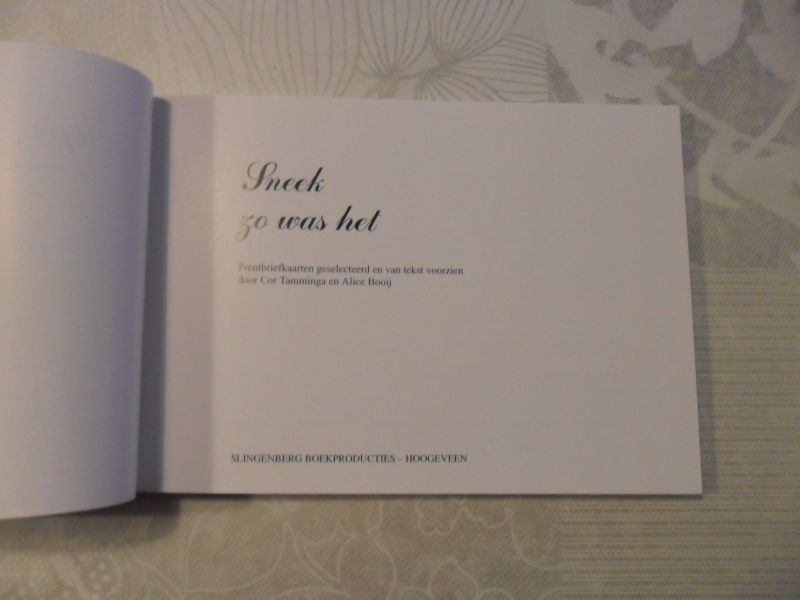 Sneek
zo was het
Prentbriefkaarten geselecteerd en van tekst voorzien
door Cor Tamminga en Alice Booij
SLINGENBERG BOEKPRODUCTIES – HOOGEVEEN